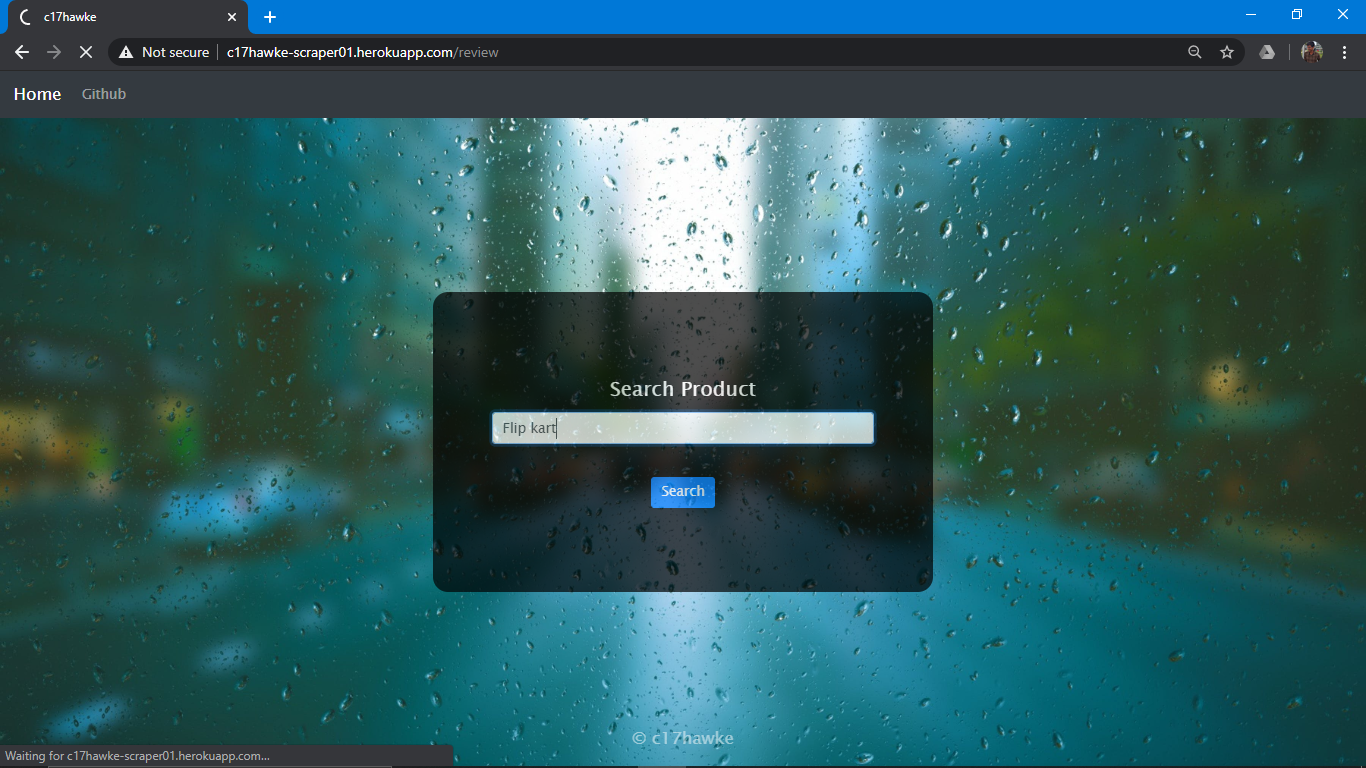 c17hawke
Not secure
c17hawke-scraper01.herokuapp.com/review
Home Github
Search Product
Flip kart
Search
© c17hawke
Waiting for c17hawke-scraper01.herokuapp.com...